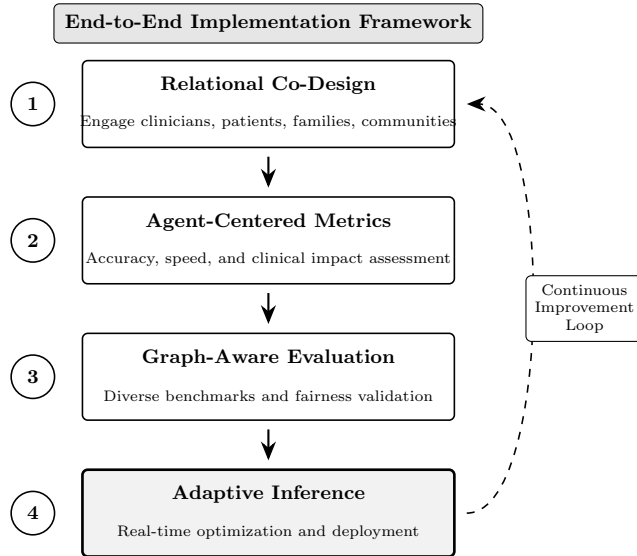 End-to-End Implementation Framework
1
Relational Co-Design
Engage clinicians, patients, families, communities
2
Agent-Centered Metrics
Accuracy, speed, and clinical impact assessment
Continuous
Improvement
Loop
3
Graph-Aware Evaluation
Diverse benchmarks and fairness validation
4
Adaptive Inference
Real-time optimization and deployment